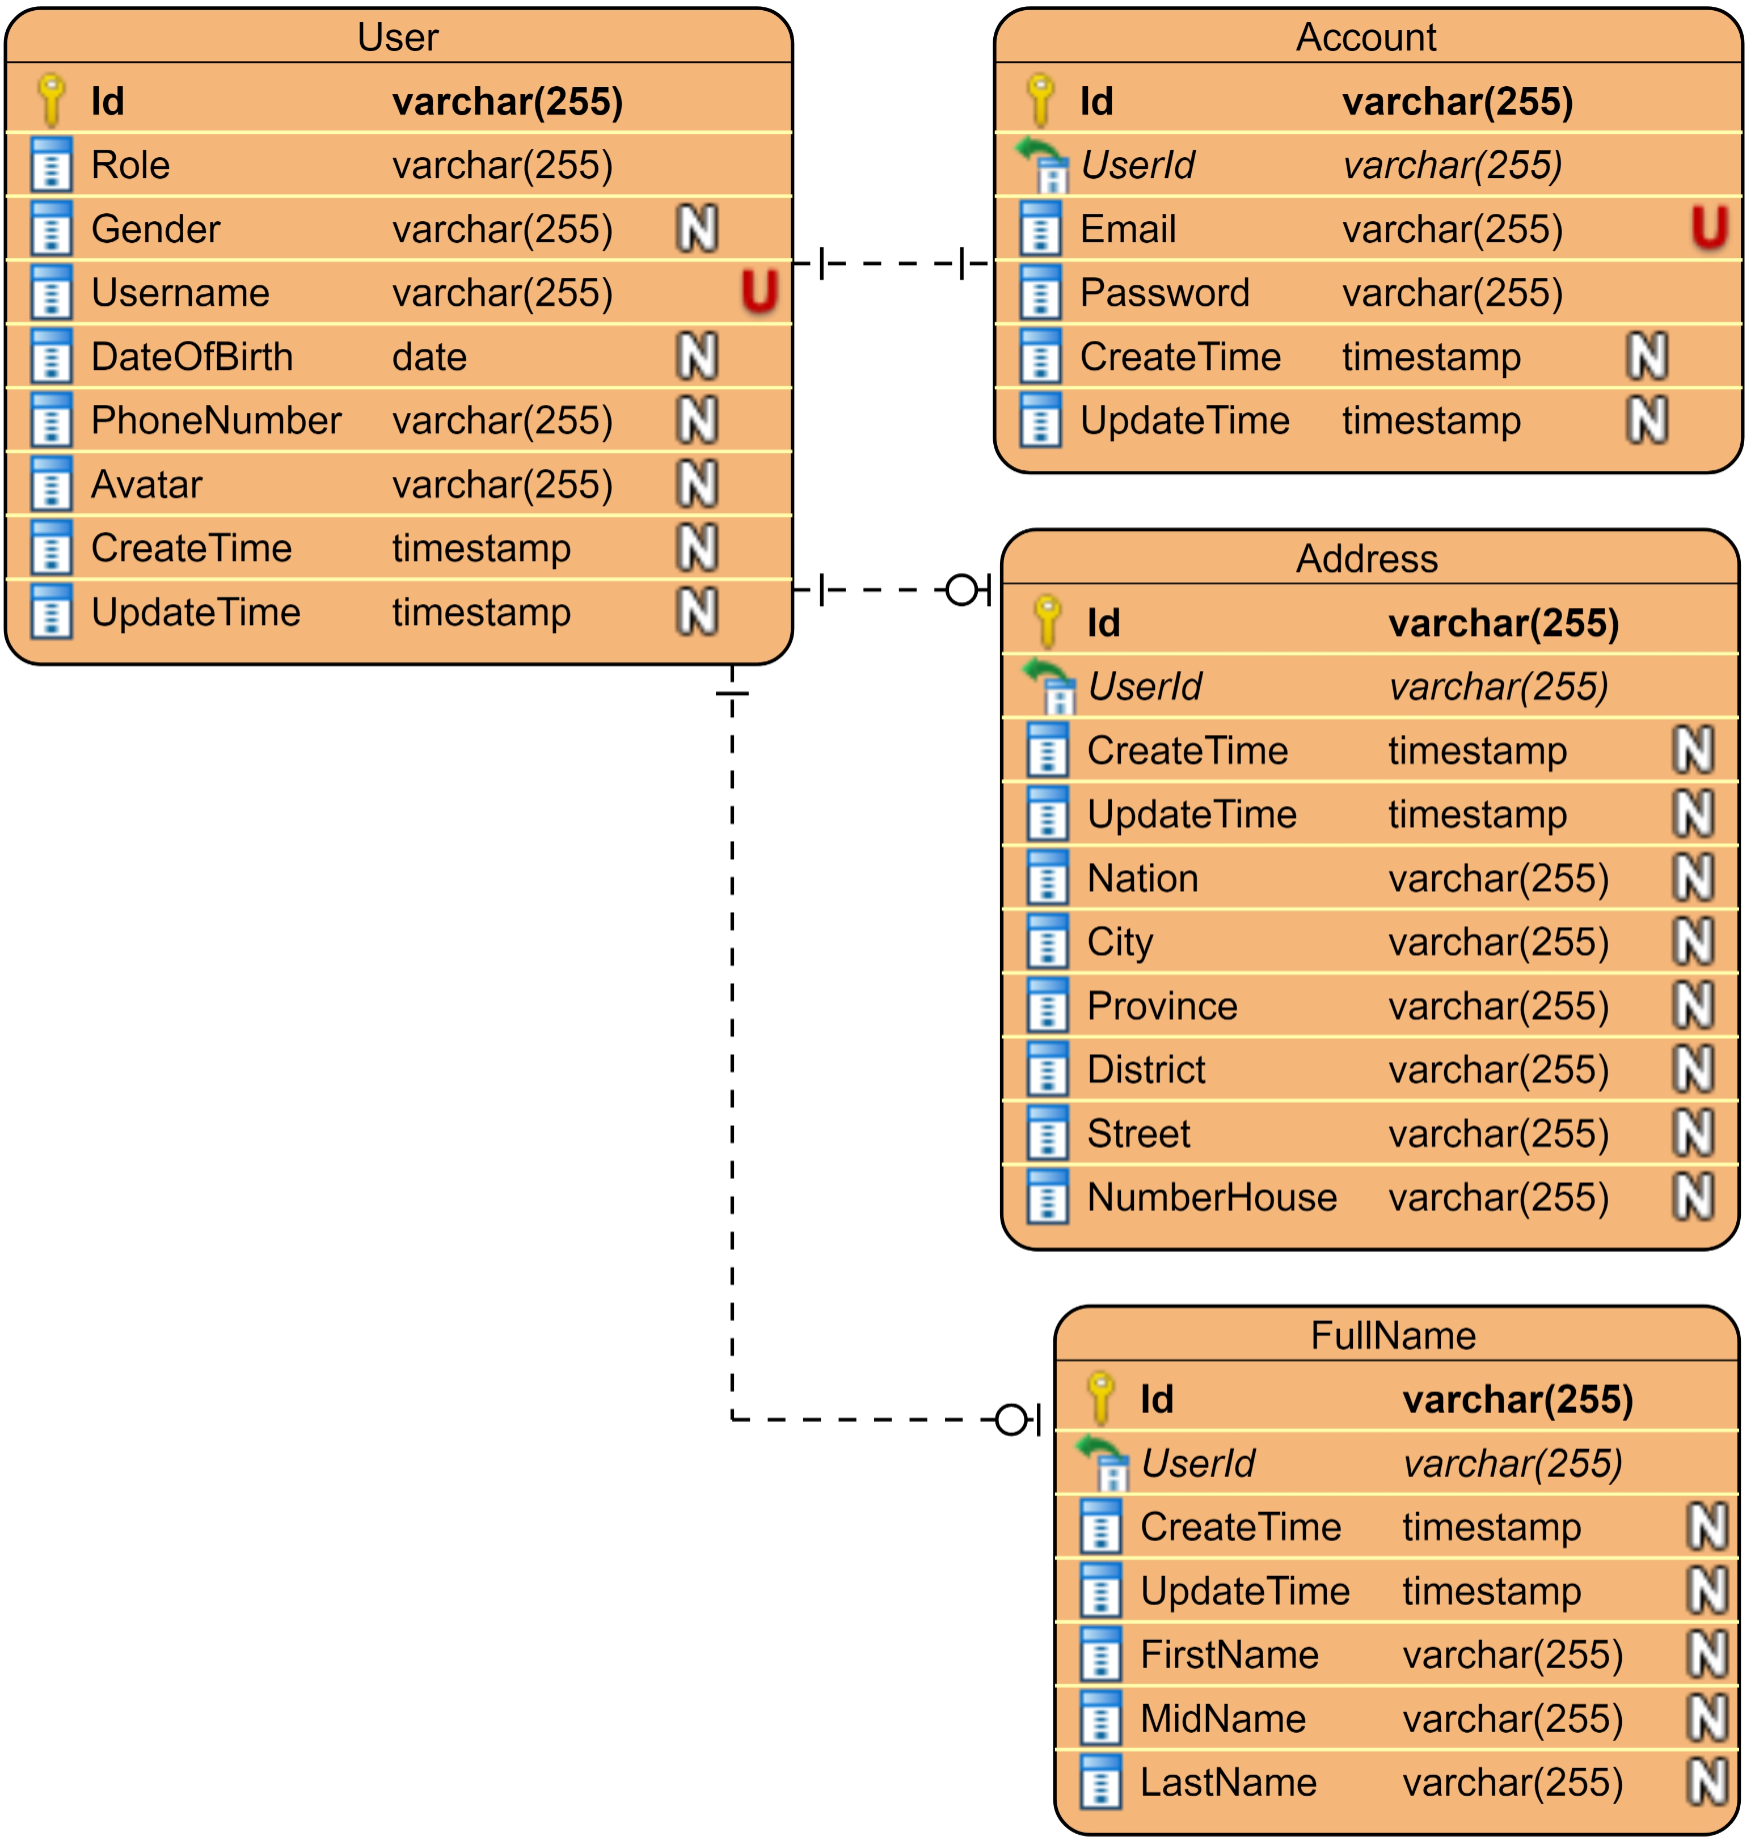 User
Id varchar(255)
Role varchar(255)
Gender varchar(255) N
Username varchar(255) U
DateOfBirth date N
PhoneNumber varchar(255) N
Avatar varchar(255) N
CreateTime timestamp N
UpdateTime timestamp N
Account
Id varchar(255)
UserId varchar(255)
Email varchar(255) U
Password varchar(255)
CreateTime timestamp N
UpdateTime timestamp N
Address
Id varchar(255)
UserId varchar(255)
CreateTime timestamp N
UpdateTime timestamp N
Nation varchar(255) N
City varchar(255) N
Province varchar(255) N
District varchar(255) N
Street varchar(255) N
NumberHouse varchar(255) N
FullName
Id varchar(255)
UserId varchar(255)
CreateTime timestamp N
UpdateTime timestamp N
FirstName varchar(255) N
MidName varchar(255) N
LastName varchar(255) N